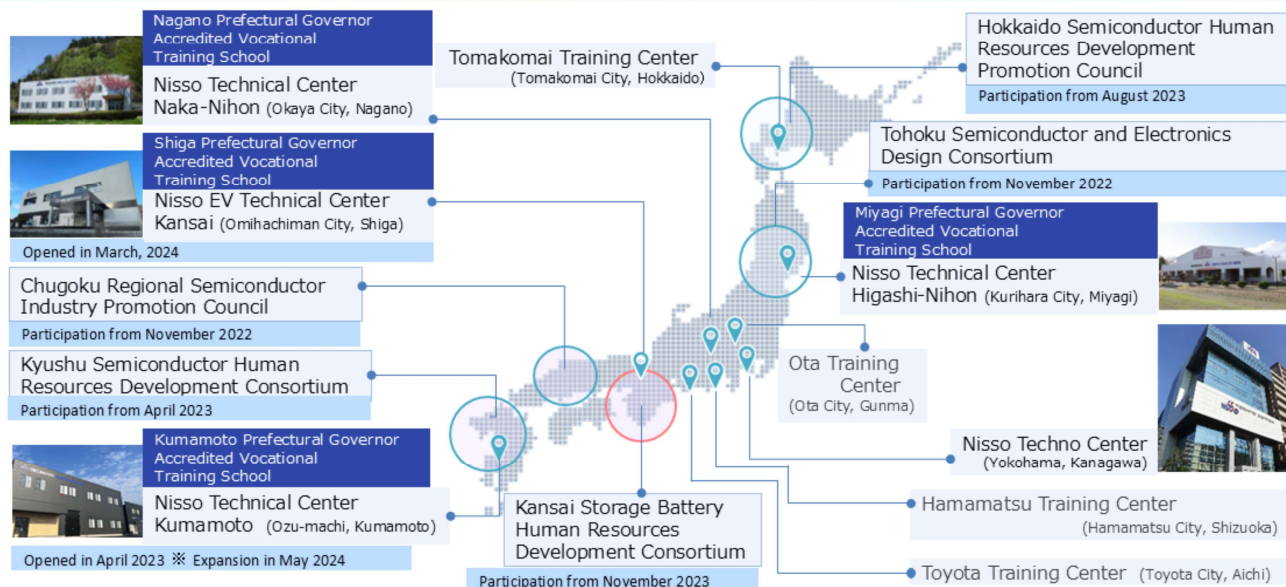 Nagano Prefectural Governor
Accredited Vocational
Training School
Nisso Technical Center
Naka-Nihon (Okaya City, Nagano)
Shiga Prefectural Governor
Accredited Vocational
Training School
Nisso EV Technical Center
Kansai (Omihachiman City, Shiga)
Opened in March, 2024
Chugoku Regional Semiconductor
Industry Promotion Council
Participation from November 2022
Kyushu Semiconductor Human
Resources Development Consortium
Participation from April 2023
Kumamoto Prefectural Governor
Accredited Vocational
Training School
Nisso Technical Center
Kumamoto (Ozu-machi, Kumamoto)
Opened in April 2023 ※ Expansion in May 2024
Tomakomai Training Center
(Tomakomai City, Hokkaido)
Kansai Storage Battery
Human Resources
Development Consortium
Participation from November 2023
Hokkaido Semiconductor Human
Resources Development
Promotion Council
Participation from August 2023
Tohoku Semiconductor and Electronics
Design Consortium
Participation from November 2022
Miyagi Prefectural Governor
Accredited Vocational
Training School
Nisso Technical Center
Higashi-Nihon (Kurihara City, Miyagi)
Ota Training
Center
(Ota City, Gunma)
Nisso Techno Center
(Yokohama, Kanagawa)
Hamamatsu Training Center
(Hamamatsu City, Shizuoka)
Toyota Training Center (Toyota City, Aichi)